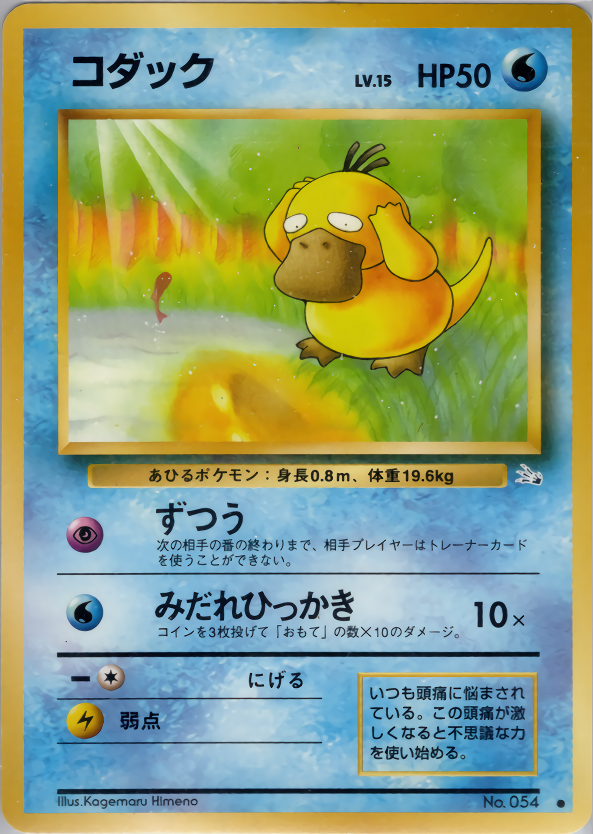 コダック LV.15 HP50
あひるポケモン：身長0.8m、体重19.6kg
ずつう
次の相手の番の終わりまで、相手プレイヤーはトレーナーカード
を使うことができない。
みだれひっかき 10×
コインを3枚投げて「おもて」の数×10のダメージ。
− にげる
弱点
いつも頭痛に悩まされ
ている。この頭痛が激
しくなると不思議な力
を使い始める。
Illus.Kagemaru Himeno No. 054 ●